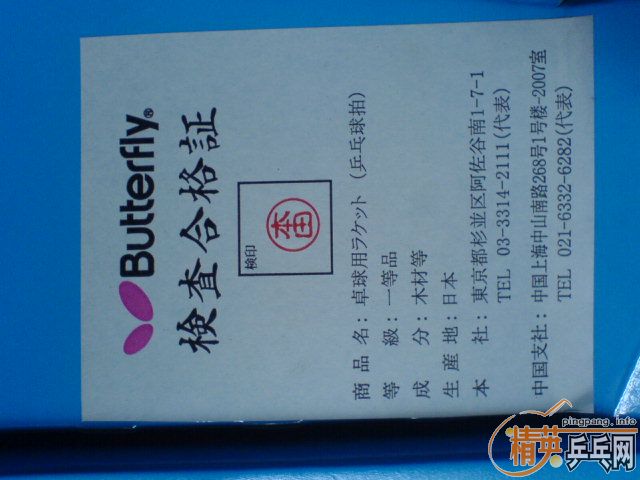 Butterfly®
検査合格証
検印
本田
商品名：卓球用ラケット（乒乓球拍）
等級：一等品
成分：木材等
生産地：日本
本社：東京都杉並区阿佐谷南1-7-1
TEL 03-3314-2111(代表)
中国支社：中国上海中山南路268号1号楼-2007室
TEL 021-6332-6282(代表)
pingpang.info
精英乒乓网